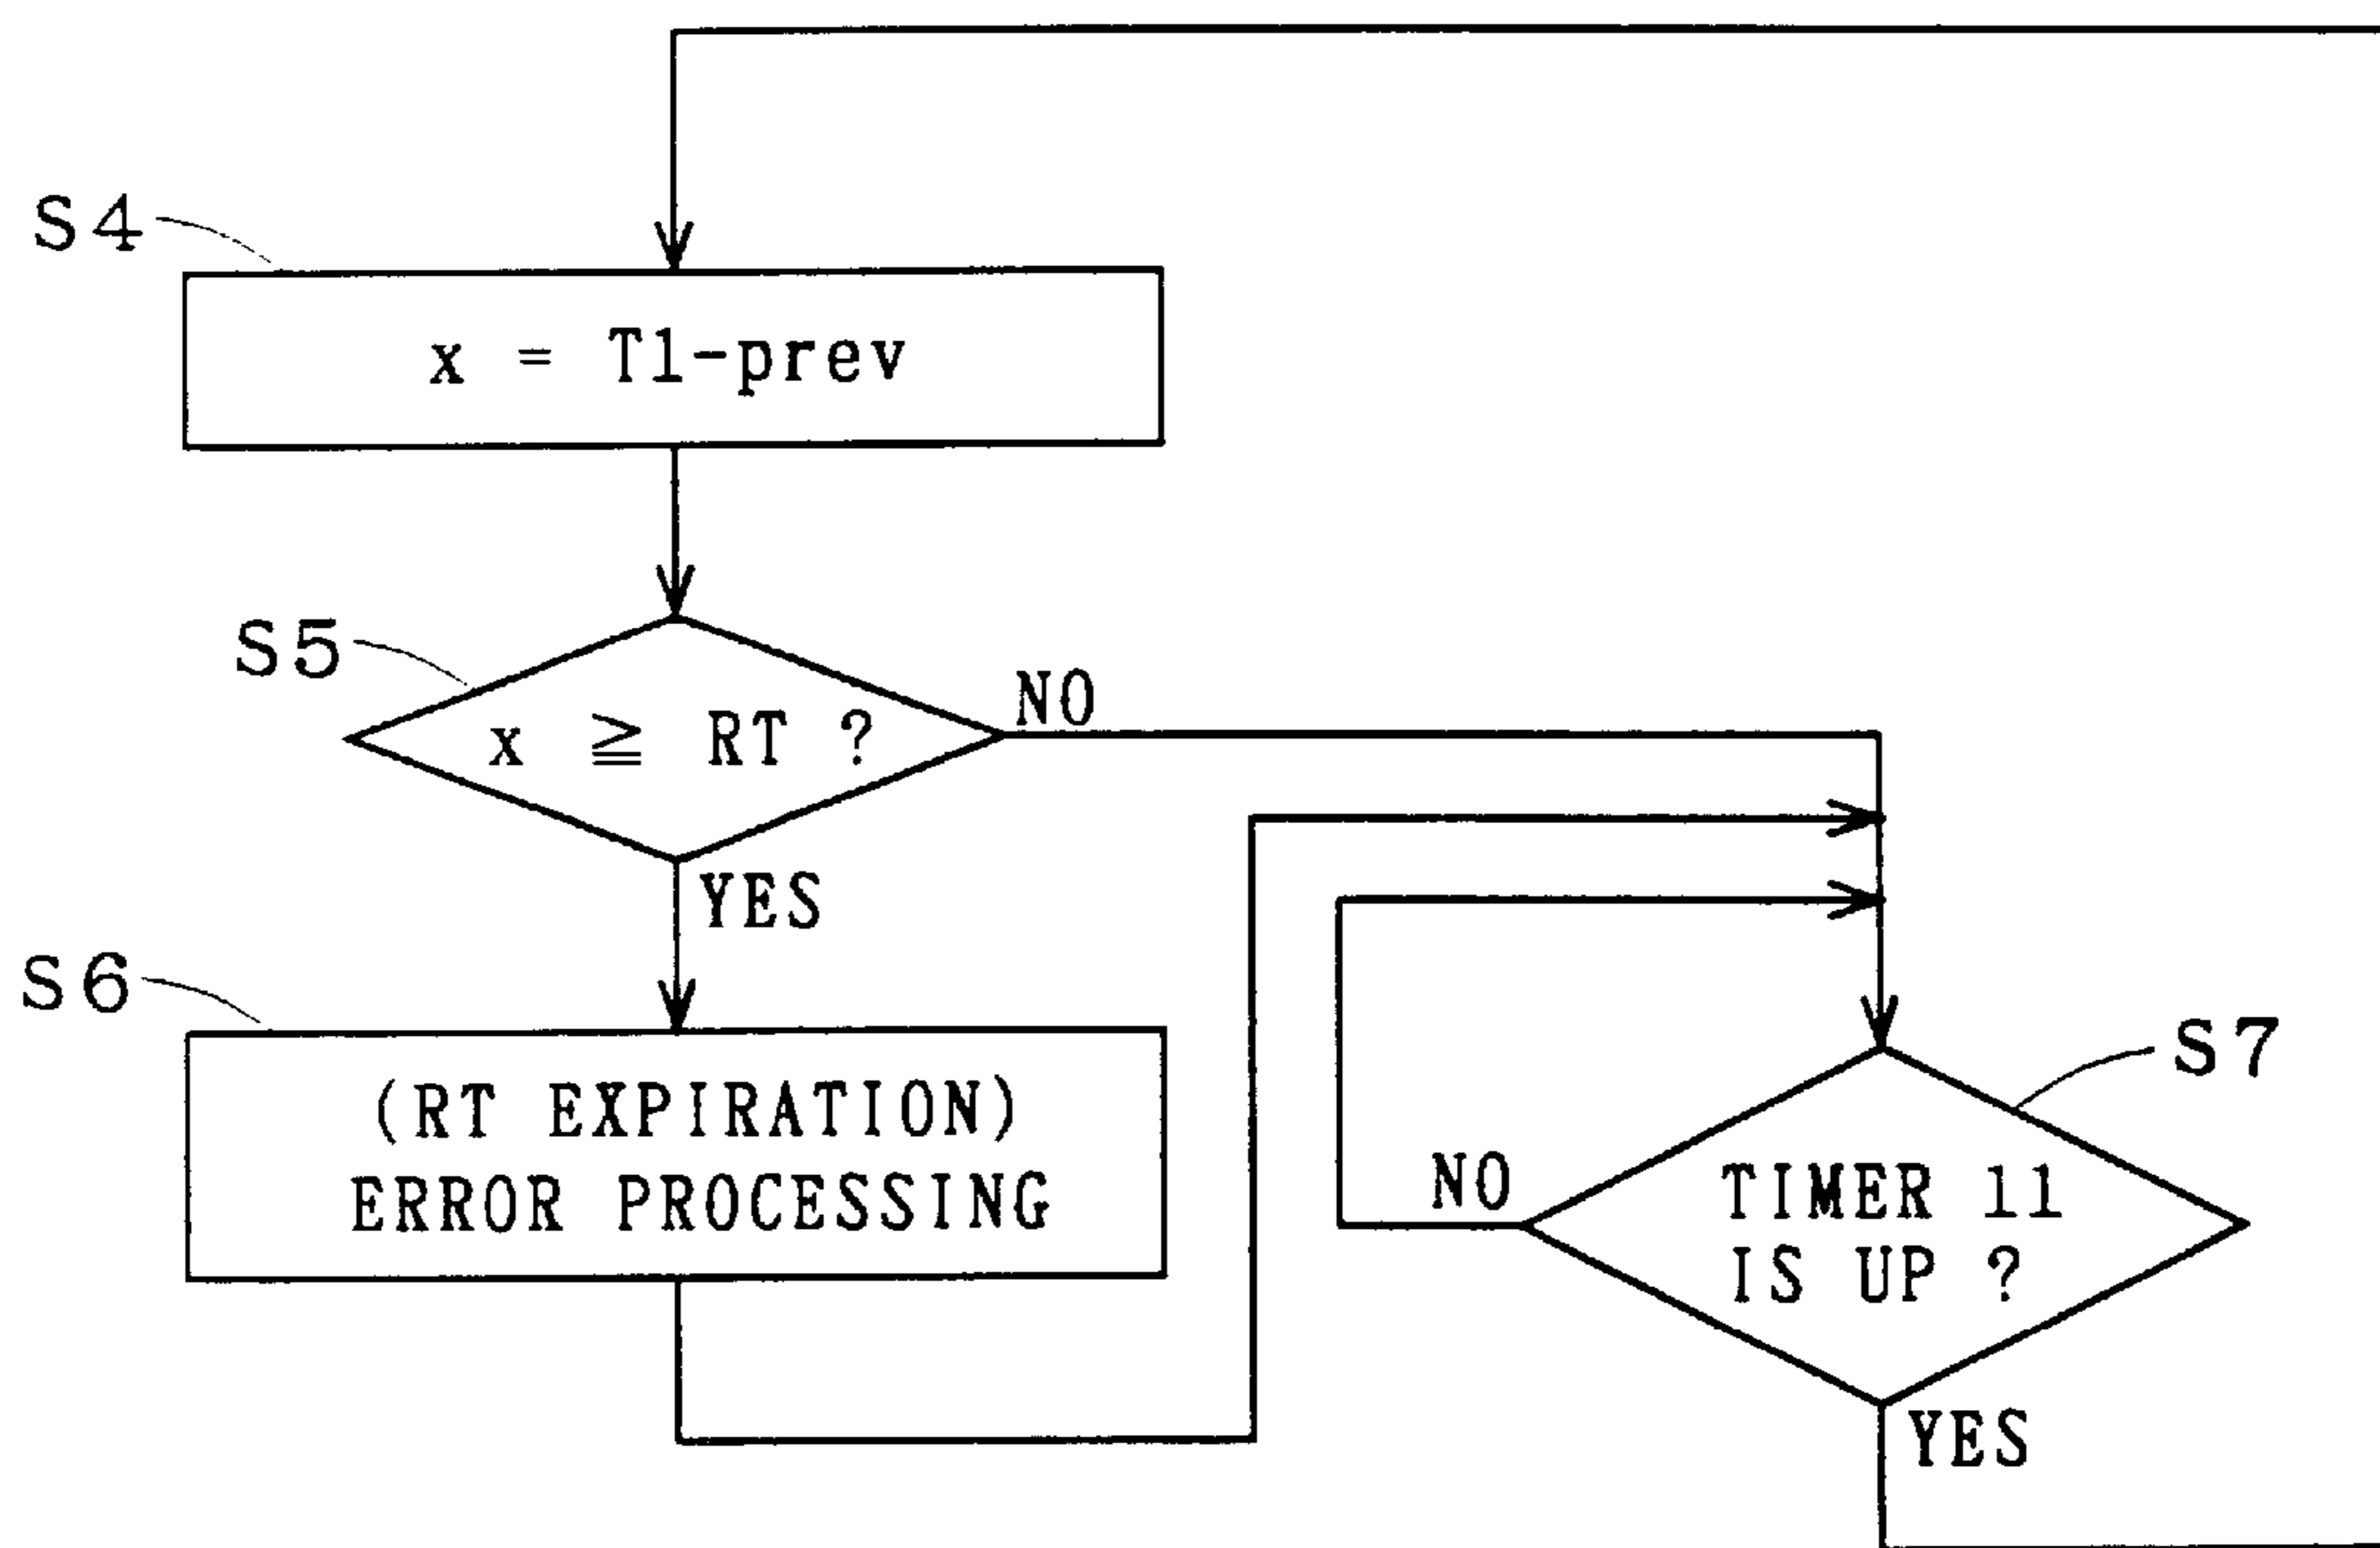 S4
x = T1-prev
S5
x ≧ RT ?
NO
YES
S6
(RT EXPIRATION)
ERROR PROCESSING
S7
NO
TIMER 11
IS UP ?
YES